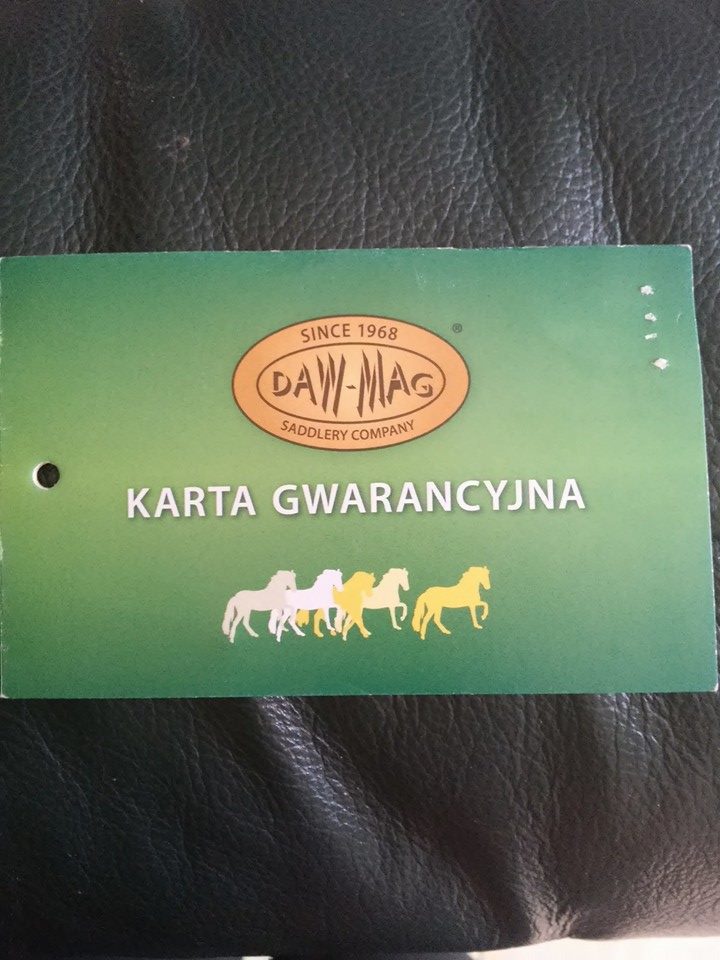 SINCE 1968
®
DAW-MAG
SADDLERY COMPANY
KARTA GWARANCYJNA